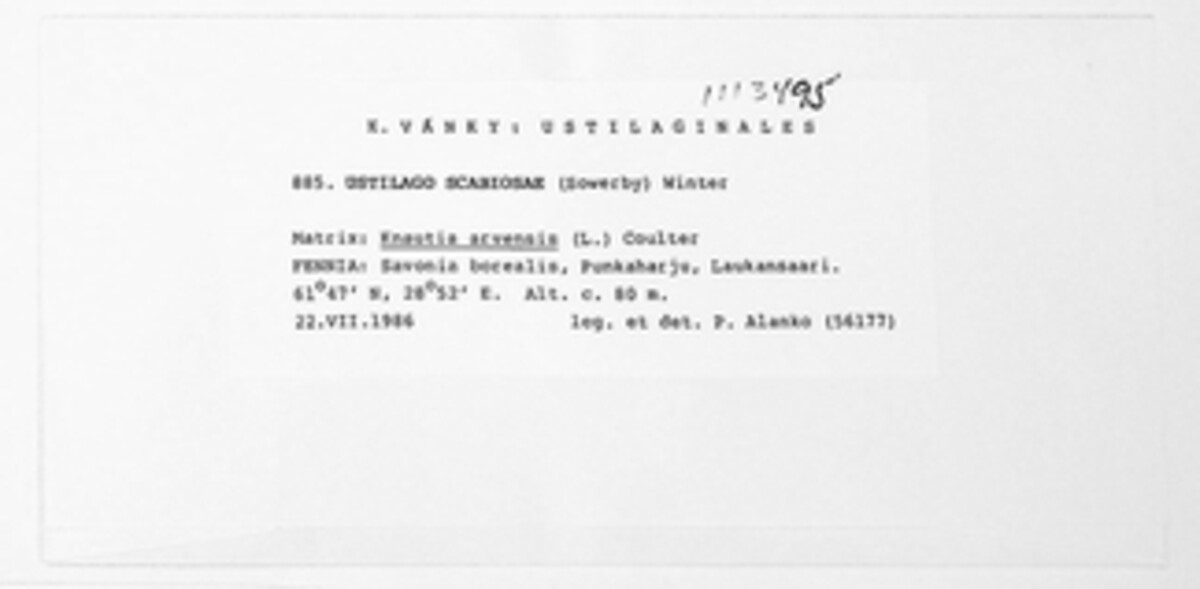 1113495
K. VÁNKY: USTILAGINALES
885. USTILAGO SCABIOSAE (Sowerby) Winter
Matrix: Knautia arvensis (L.) Coulter
FENNIA: Savonia borealis, Punkaharju, Laukansaari.
61°47' N, 28°52' E. Alt. c. 80 m.
22.VII.1986 leg. et det. P. Alanko (56177)